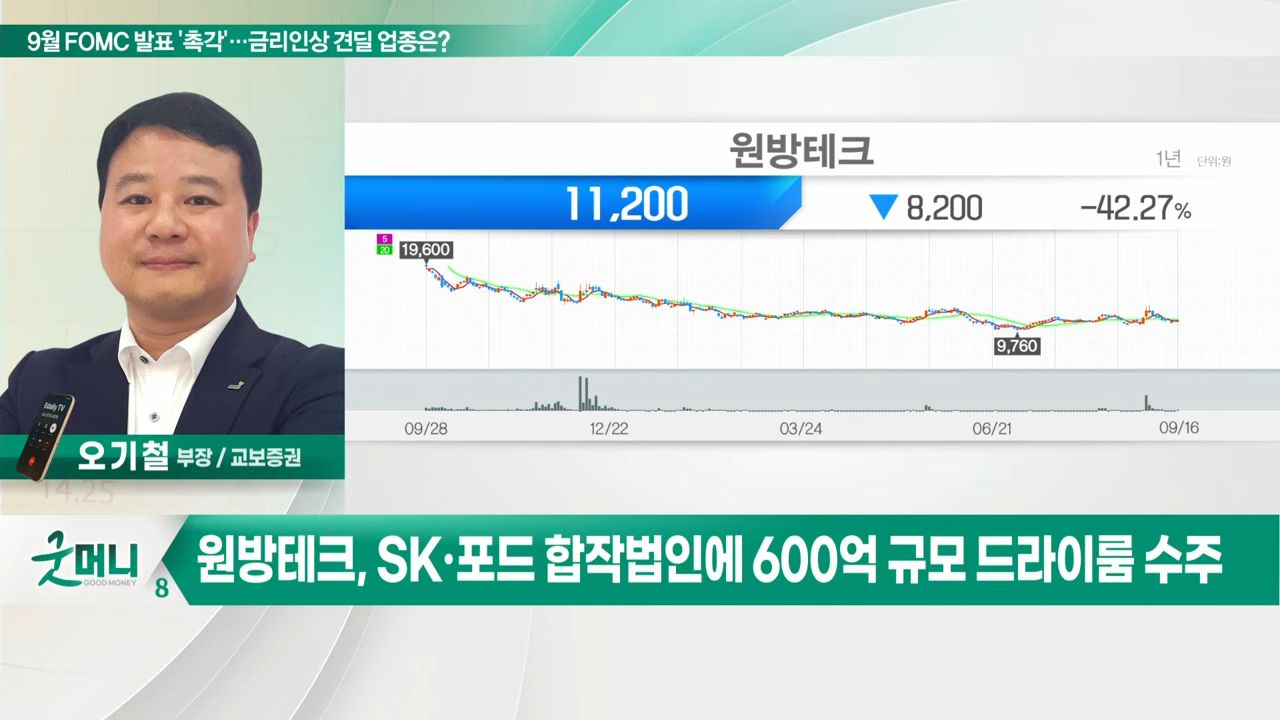 9월 FOMC 발표 '촉각'…금리인상 견딜 업종은?
원방테크
1년 단위:원
11,200 ▼ 8,200 -42.27%
5
20
19,600
9,760
09/28 12/22 03/24 06/21 09/16
Edaily TV
오기철 부장 / 교보증권
14.25
굿머니
GOOD MONEY
8
원방테크, SK·포드 합작법인에 600억 규모 드라이룸 수주